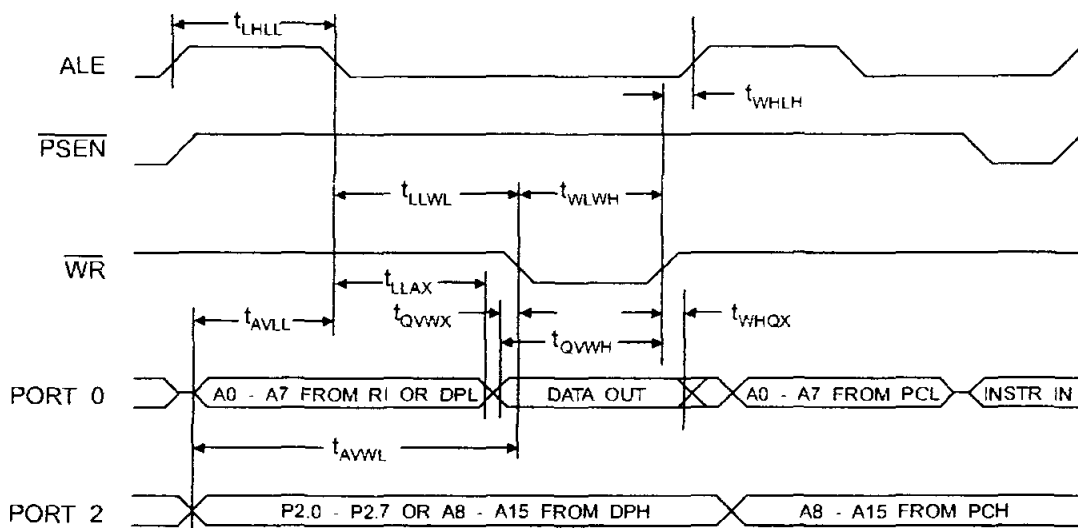 tLHLL
ALE
tWHLH
PSEN
tLLWL
tWLWH
WR
tLLAX
tAVLL
tQVWX
tWHQX
tQVWH
PORT 0
A0 - A7 FROM RI OR DPL
DATA OUT
A0 - A7 FROM PCL
INSTR IN
tAVWL
PORT 2
P2.0 - P2.7 OR A8 - A15 FROM DPH
A8 - A15 FROM PCH